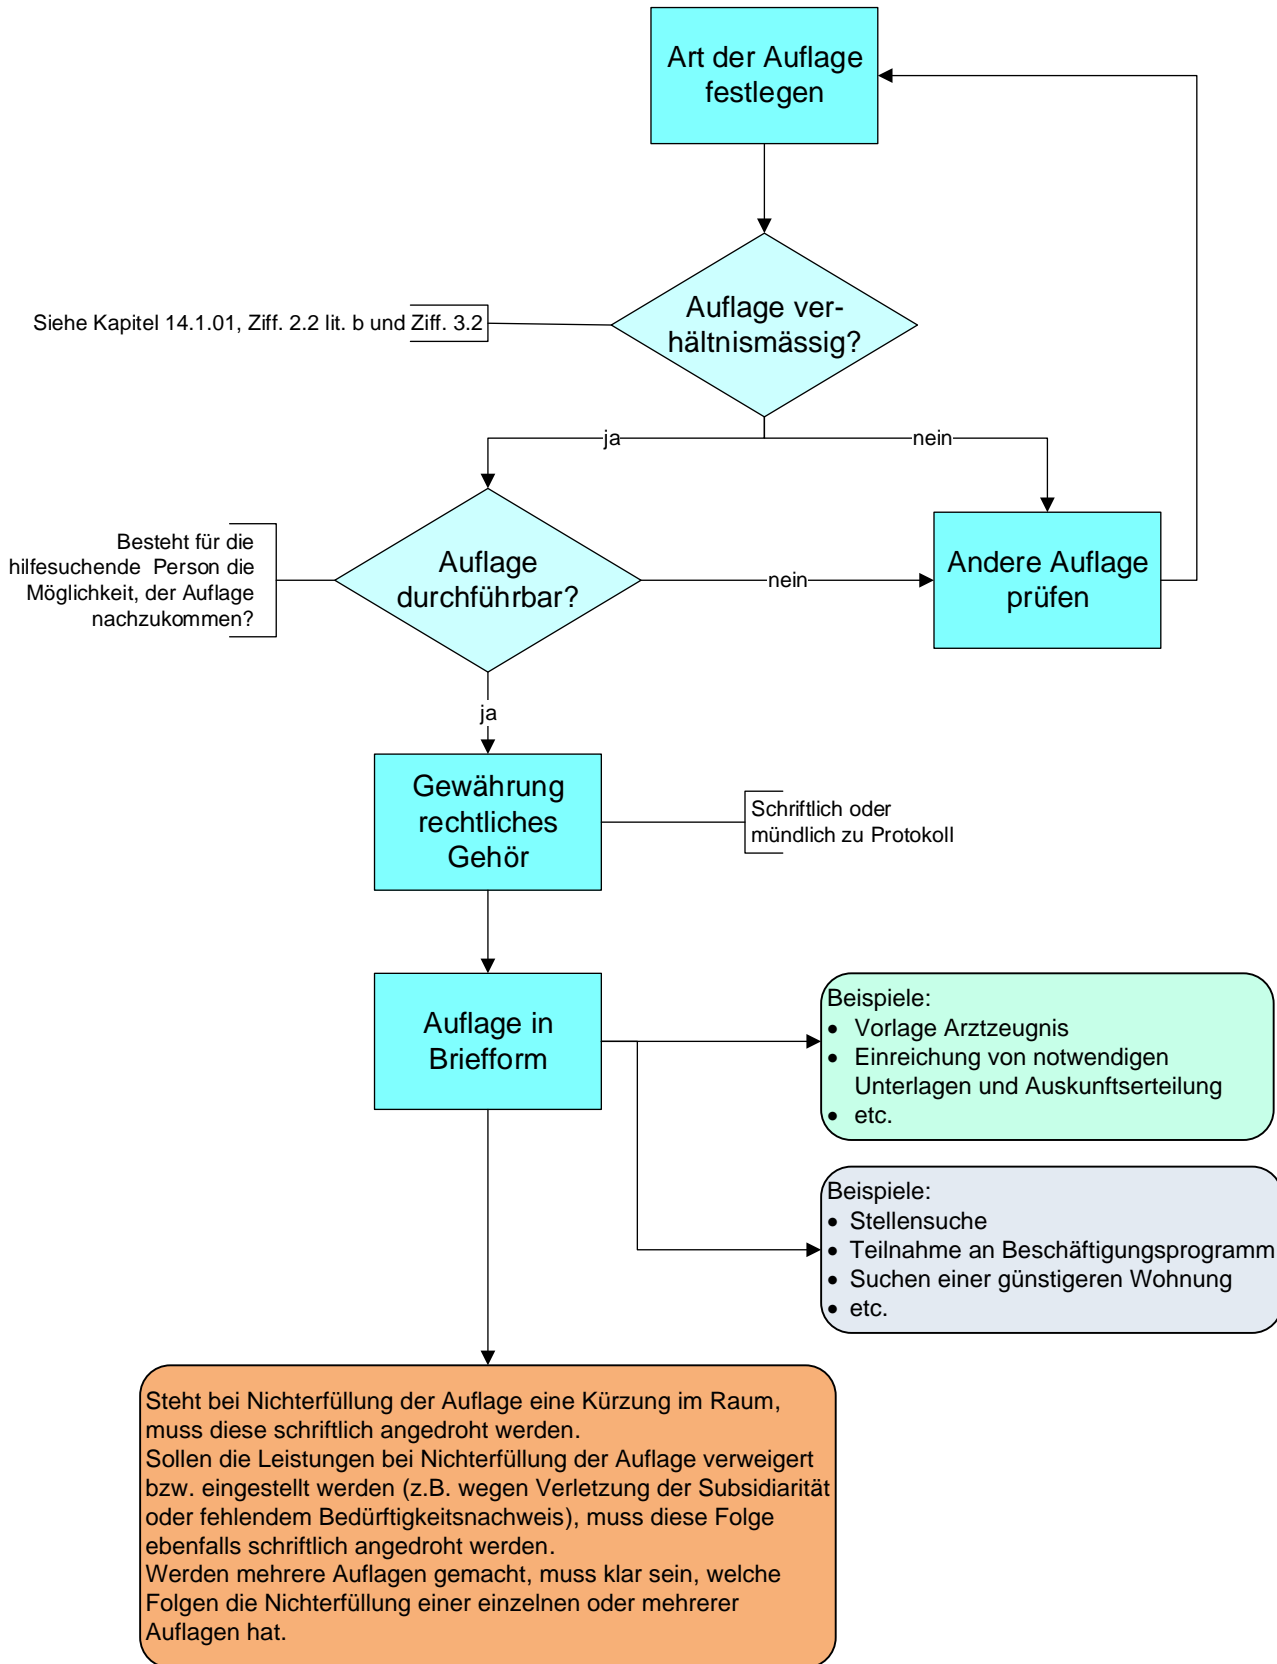 Art der Auflage
festlegen
Siehe Kapitel 14.1.01, Ziff. 2.2 lit. b und Ziff. 3.2
Auflage ver-
hältnismässig?
ja
nein
Besteht für die
hilfesuchende Person die
Möglichkeit, der Auflage
nachzukommen?
Auflage
durchführbar?
nein
Andere Auflage
prüfen
ja
Gewährung
rechtliches
Gehör
Schriftlich oder
mündlich zu Protokoll
Auflage in
Briefform
Beispiele:
• Vorlage Arztzeugnis
• Einreichung von notwendigen
Unterlagen und Auskunftserteilung
• etc.
Beispiele:
• Stellensuche
• Teilnahme an Beschäftigungsprogramm
• Suchen einer günstigeren Wohnung
• etc.
Steht bei Nichterfüllung der Auflage eine Kürzung im Raum,
muss diese schriftlich angedroht werden.
Sollen die Leistungen bei Nichterfüllung der Auflage verweigert
bzw. eingestellt werden (z.B. wegen Verletzung der Subsidiarität
oder fehlendem Bedürftigkeitsnachweis), muss diese Folge
ebenfalls schriftlich angedroht werden.
Werden mehrere Auflagen gemacht, muss klar sein, welche
Folgen die Nichterfüllung einer einzelnen oder mehrerer
Auflagen hat.